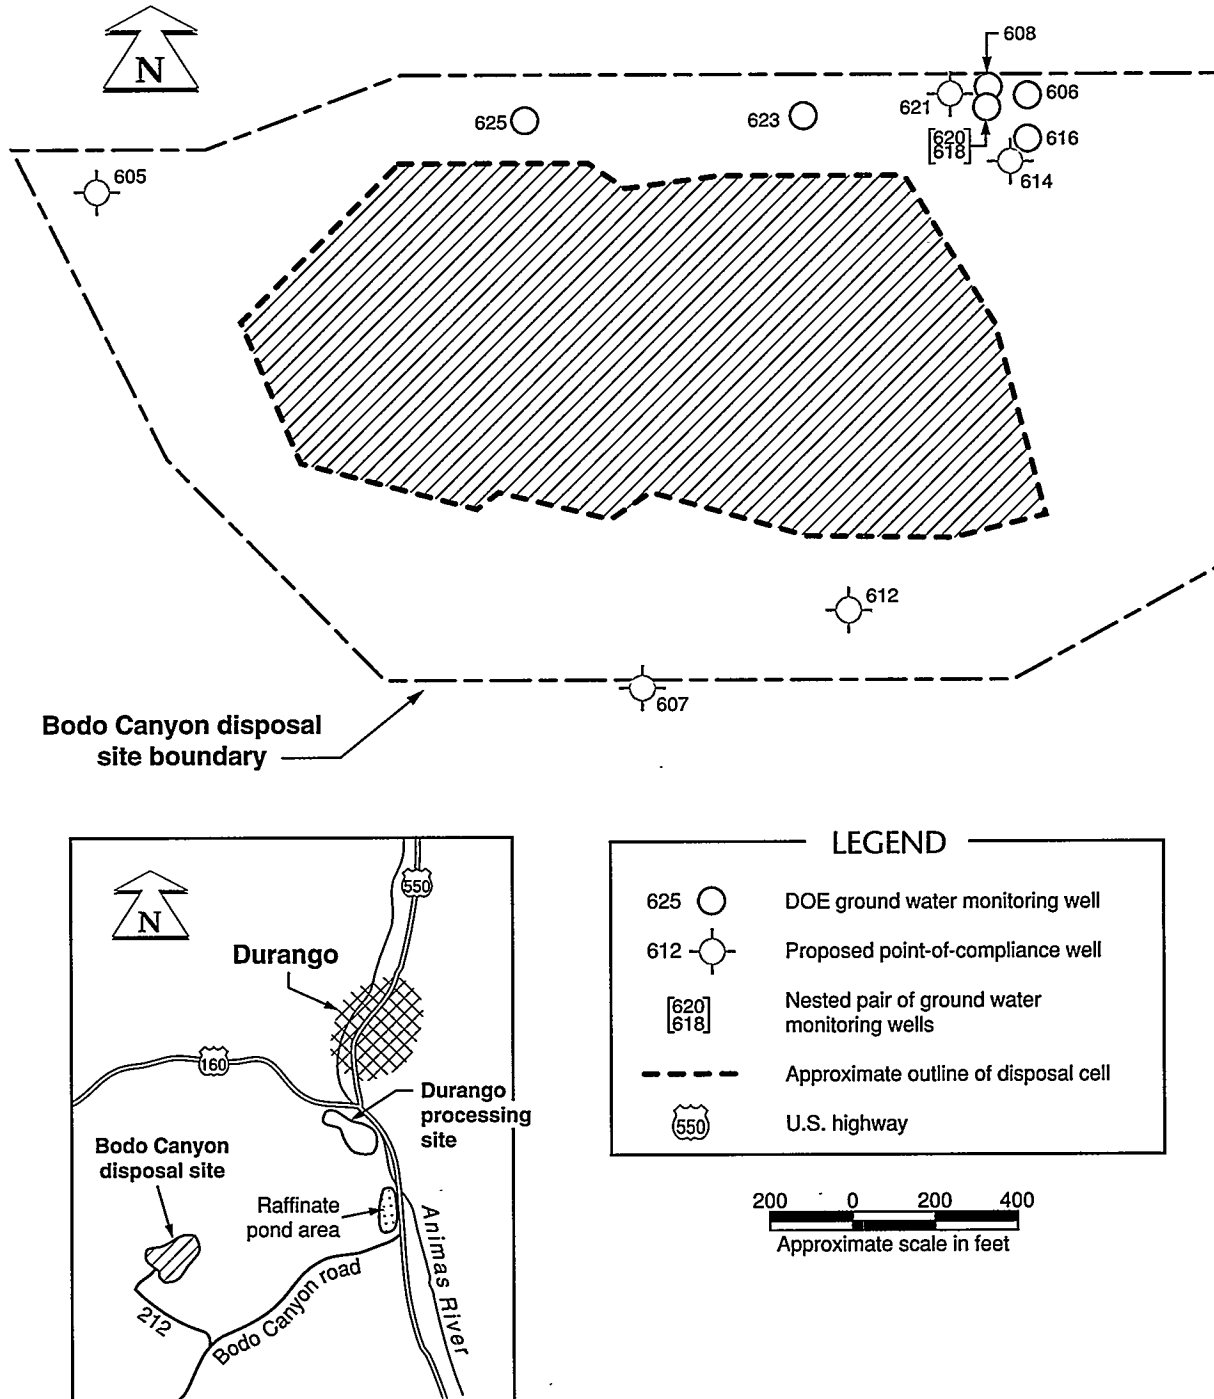 N
608
606
621
625
623
[620
618]
616
614
605
612
607
Bodo Canyon disposal
site boundary
N
550
Durango
160
Durango
processing
site
Bodo Canyon
disposal site
Raffinate
pond area
Animas River
Bodo Canyon road
212
LEGEND
625 DOE ground water monitoring well
612 Proposed point-of-compliance well
[620
618] Nested pair of ground water
monitoring wells
Approximate outline of disposal cell
550 U.S. highway
200 0 200 400
Approximate scale in feet